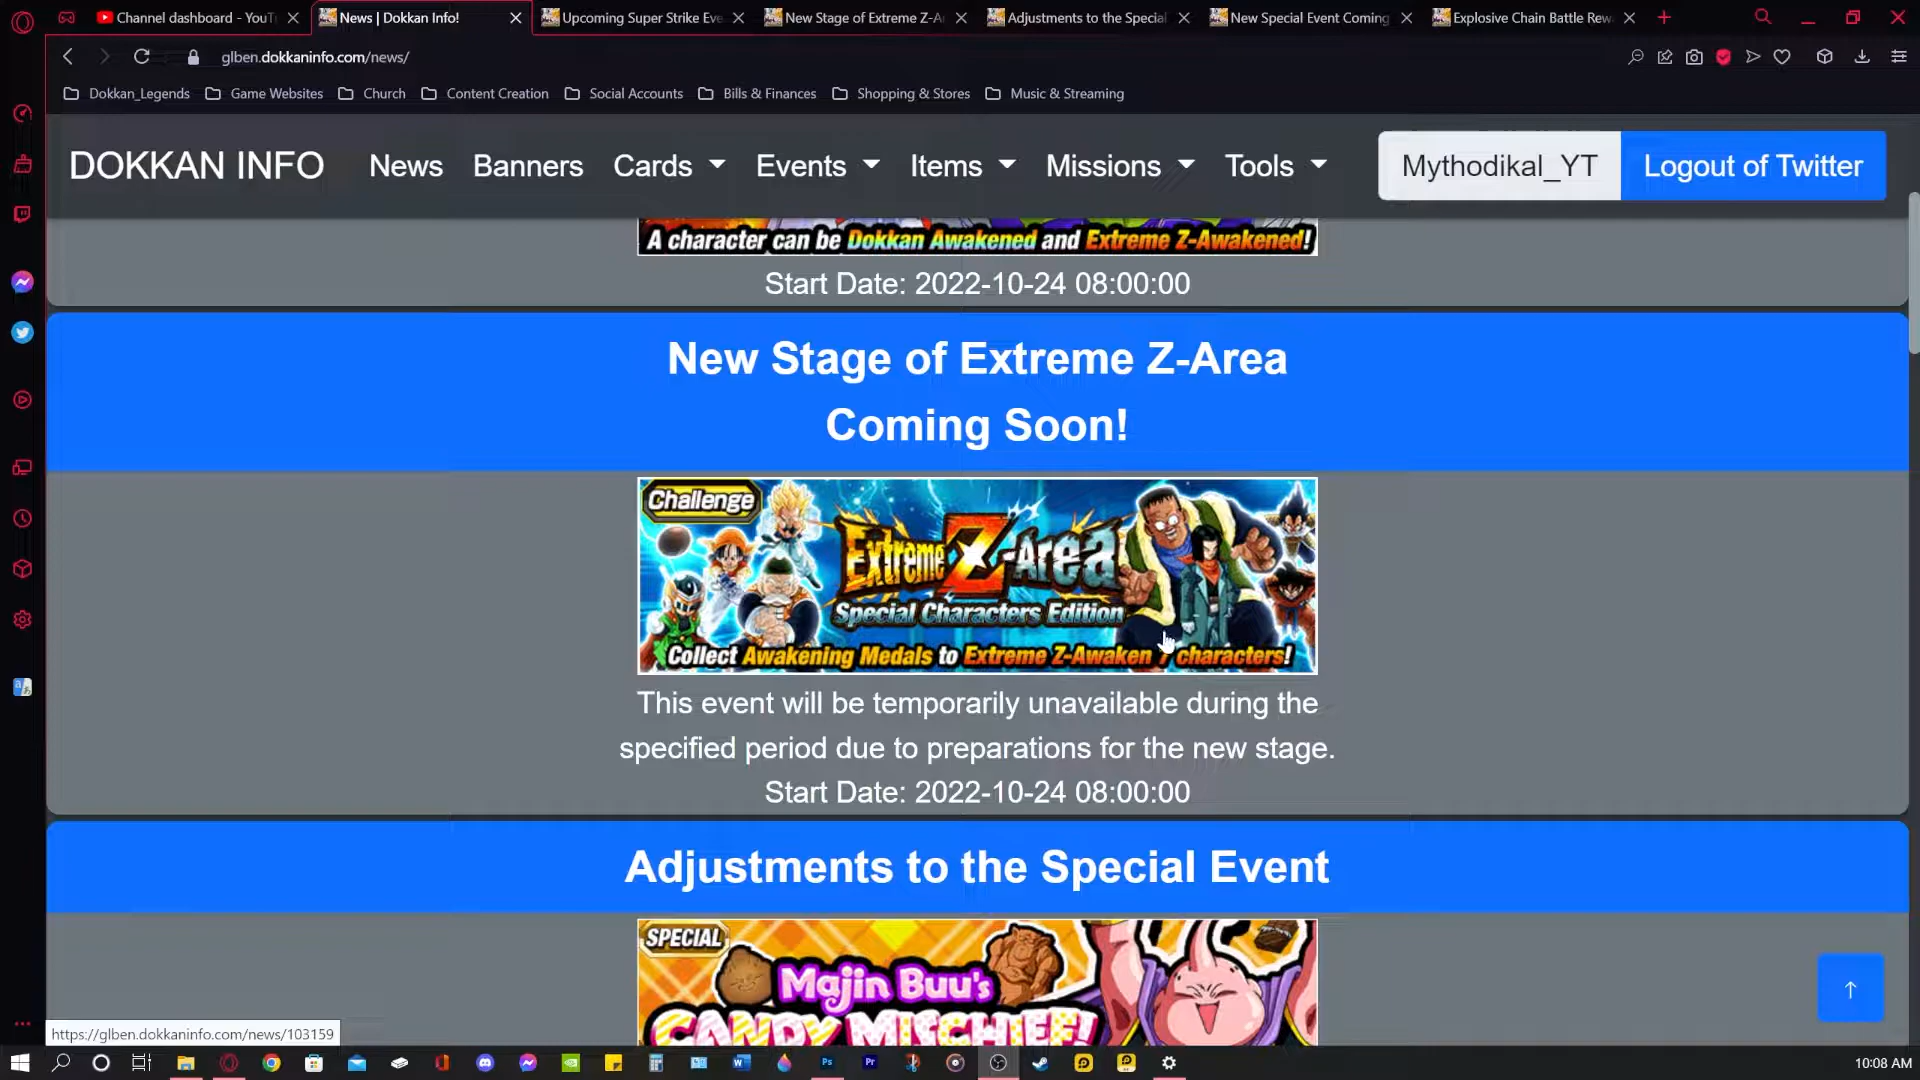 Channel dashboard - YouT
News | Dokkan Info!
Upcoming Super Strike Eve
New Stage of Extreme Z-A
Adjustments to the Special
New Special Event Coming
Explosive Chain Battle Rew
glben.dokkaninfo.com/news/
Dokkan_Legends
Game Websites
Church
Content Creation
Social Accounts
Bills & Finances
Shopping & Stores
Music & Streaming
DOKKAN INFO
News
Banners
Cards
Events
Items
Missions
Tools
Mythodikal_YT
Logout of Twitter
A character can be Dokkan Awakened and Extreme Z-Awakened!
Start Date: 2022-10-24 08:00:00
New Stage of Extreme Z-Area
Coming Soon!
Challenge
Extreme Z-Area
Special Characters Edition
Collect Awakening Medals to Extreme Z-Awaken 7 characters!
This event will be temporarily unavailable during the
specified period due to preparations for the new stage.
Start Date: 2022-10-24 08:00:00
Adjustments to the Special Event
SPECIAL
Majin Buu's
CANDY MISCHIEF!
https://glben.dokkaninfo.com/news/103159
10:08 AM